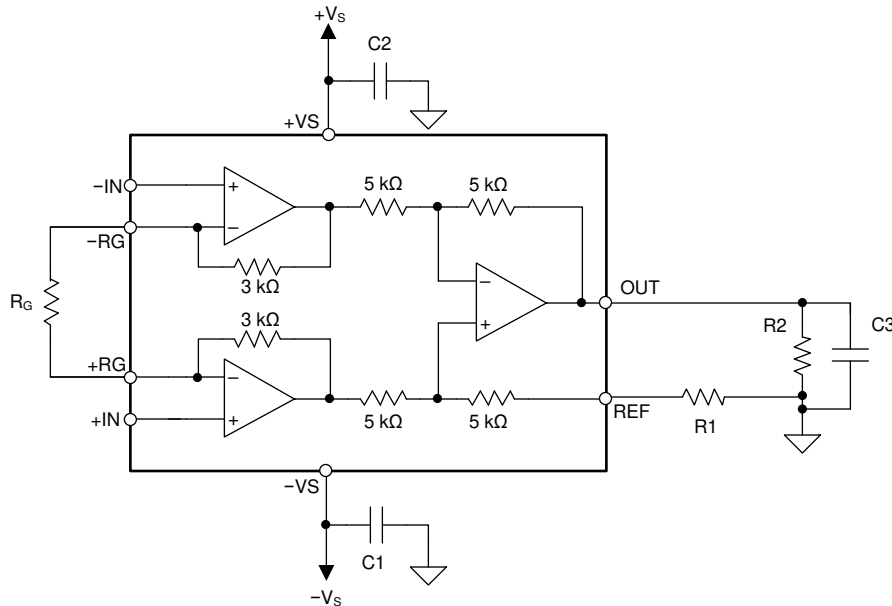 +VS
C2
+VS
−IN
+
5 kΩ
5 kΩ
−
−RG
3 kΩ
OUT
RG
3 kΩ
−
+
R2
C3
+RG
−
+IN
+
5 kΩ
5 kΩ
REF
R1
−VS
C1
−VS